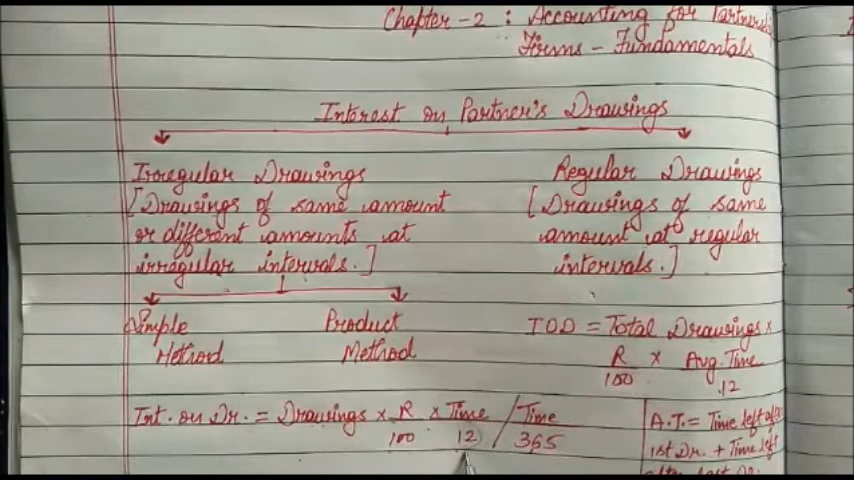 Chapter-2 : Accounting for Partnership
Firms - Fundamentals
Interest on Partner's Drawings
Irregular Drawings
[Drawings of same amount
or different amounts at
irregular intervals.]
Simple
Method
Product
Method
Regular Drawings
[Drawings of same
amount at regular
intervals.]
IOD = Total Drawings ×
R/100 × Avg. Time/12
Int. on Dr. = Drawings × R/100 × Time/12 / Time/365
A.T. = Time left after
1st Dr. + Time left
after last Dr.